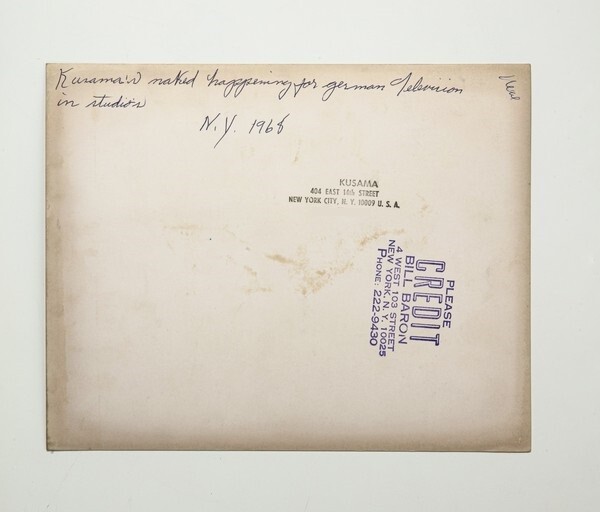 Kusama's naked happening for german television
in studios
N.Y. 1968
KUSAMA
404 EAST 14th STREET
NEW YORK CITY, N. Y. 10009 U. S. A.
PLEASE
CREDIT
BILL BARON
4 WEST 103 STREET
NEW YORK, N. Y. 10025
PHONE: 222-9430